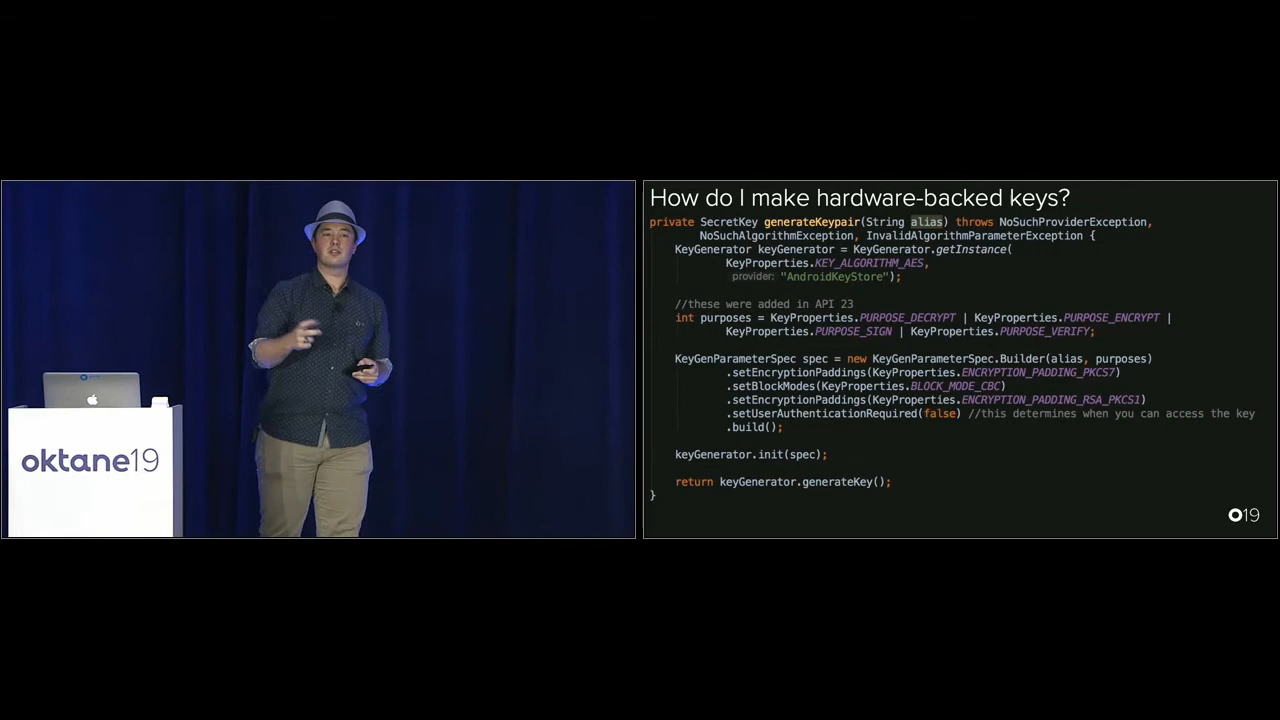 oktane19
How do I make hardware-backed keys?
private SecretKey generateKeypair(String alias) throws NoSuchProviderException,
NoSuchAlgorithmException, InvalidAlgorithmParameterException {
KeyGenerator keyGenerator = KeyGenerator.getInstance(
KeyProperties.KEY_ALGORITHM_AES,
provider: "AndroidKeyStore");
//these were added in API 23
int purposes = KeyProperties.PURPOSE_DECRYPT | KeyProperties.PURPOSE_ENCRYPT |
KeyProperties.PURPOSE_SIGN | KeyProperties.PURPOSE_VERIFY;
KeyGenParameterSpec spec = new KeyGenParameterSpec.Builder(alias, purposes)
.setEncryptionPaddings(KeyProperties.ENCRYPTION_PADDING_PKCS7)
.setBlockModes(KeyProperties.BLOCK_MODE_CBC)
.setEncryptionPaddings(KeyProperties.ENCRYPTION_PADDING_RSA_PKCS1)
.setUserAuthenticationRequired(false) //this determines when you can access the key
.build();
keyGenerator.init(spec);
return keyGenerator.generateKey();
}
O19